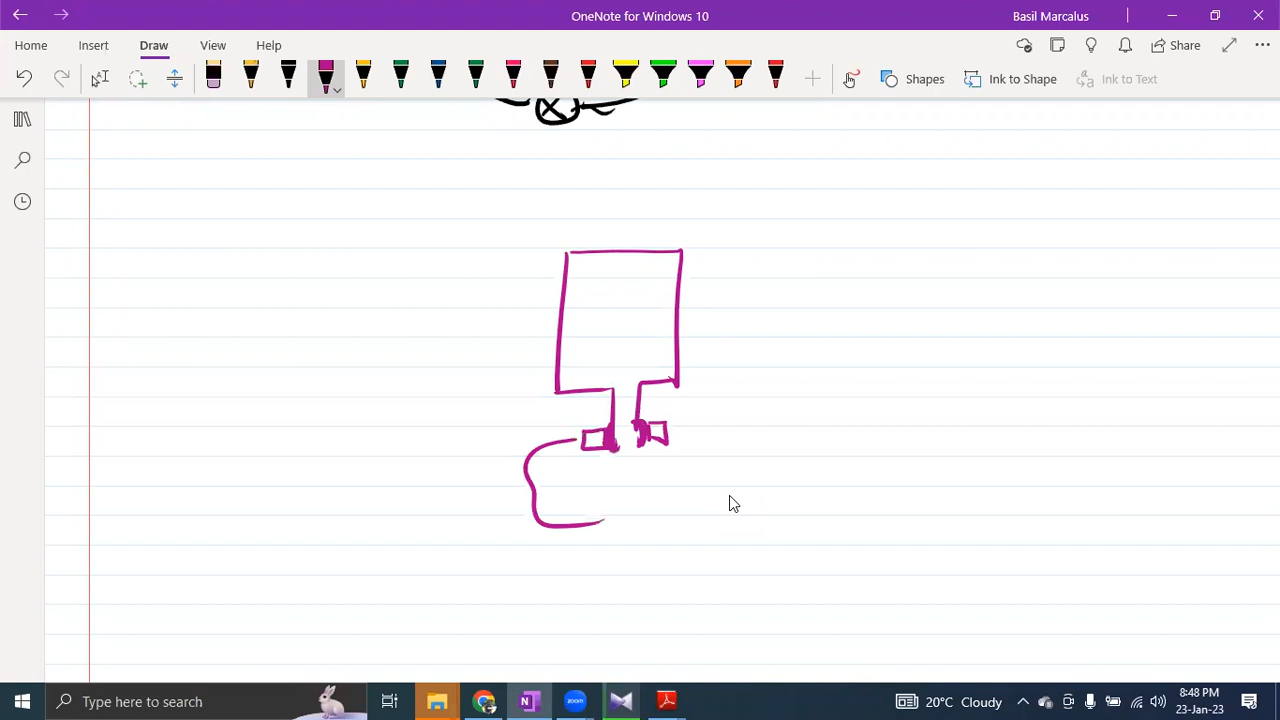 OneNote for Windows 10
Basil Marcalus
Home
Insert
Draw
View
Help
Share
Shapes
Ink to Shape
Ink to Text
Type here to search
zoom
20°C Cloudy
8:48 PM
23-Jan-23